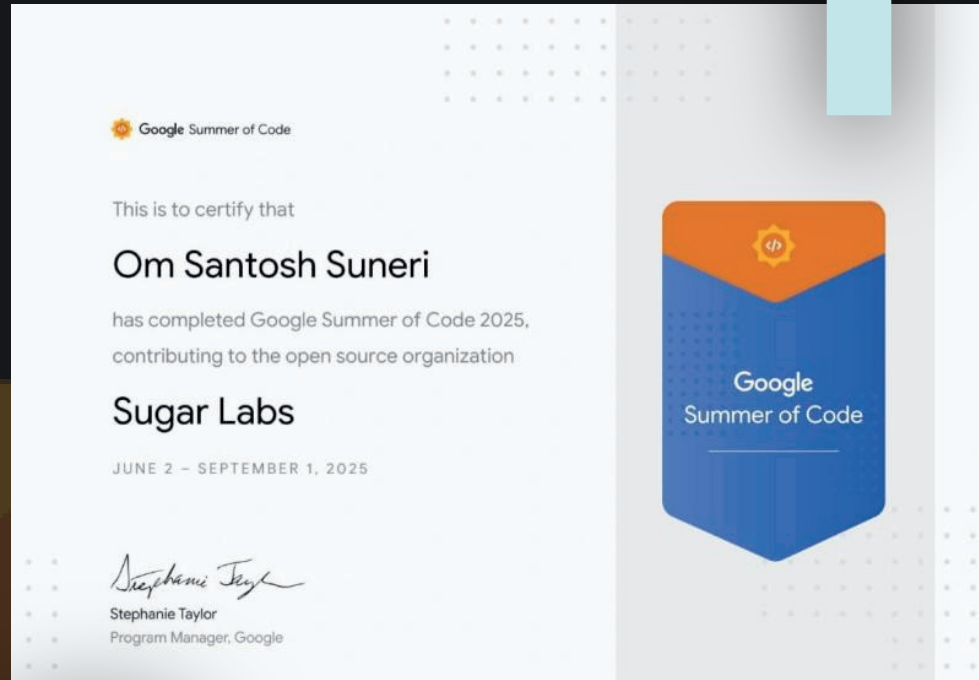 Google Summer of Code
This is to certify that
Om Santosh Suneri
has completed Google Summer of Code 2025,
contributing to the open source organization
Sugar Labs
JUNE 2 – SEPTEMBER 1, 2025
Stephanie Taylor
Stephanie Taylor
Program Manager, Google
</>
Google
Summer of Code